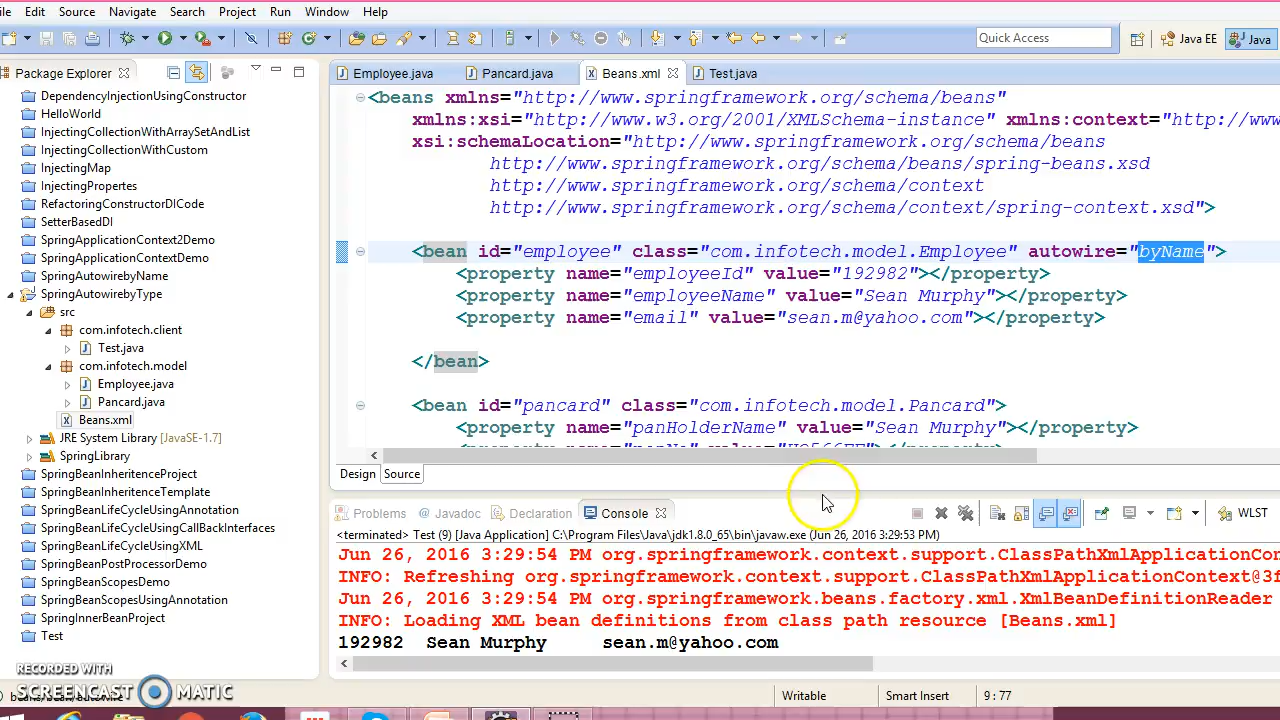 ile Edit Source Navigate Search Project Run Window Help
Quick Access
Java EE
Java
Package Explorer
DependencyInjectionUsingConstructor
HelloWorld
InjectingCollectionWithArraySetAndList
InjectingCollectionWithCustom
InjectingMap
InjectingPropertes
RefactoringConstructorDICode
SetterBasedDI
SpringApplicationContext2Demo
SpringApplicationContextDemo
SpringAutowirebyName
SpringAutowirebyType
src
com.infotech.client
Test.java
com.infotech.model
Employee.java
Pancard.java
Beans.xml
JRE System Library [JavaSE-1.7]
SpringLibrary
SpringBeanInheritenceProject
SpringBeanInheritenceTemplate
SpringBeanLifeCycleUsingAnnotation
SpringBeanLifeCycleUsingCallBackInterfaces
SpringBeanLifeCycleUsingXML
SpringBeanPostProcessorDemo
SpringBeanScopesDemo
SpringBeanScopesUsingAnnotation
SpringInnerBeanProject
Test
Employee.java Pancard.java Beans.xml Test.java
<beans xmlns="http://www.springframework.org/schema/beans"
xmlns:xsi="http://www.w3.org/2001/XMLSchema-instance" xmlns:context="http://www
xsi:schemaLocation="http://www.springframework.org/schema/beans
http://www.springframework.org/schema/beans/spring-beans.xsd
http://www.springframework.org/schema/context
http://www.springframework.org/schema/context/spring-context.xsd">
<bean id="employee" class="com.infotech.model.Employee" autowire="byName">
<property name="employeeId" value="192982"></property>
<property name="employeeName" value="Sean Murphy"></property>
<property name="email" value="sean.m@yahoo.com"></property>
</bean>
<bean id="pancard" class="com.infotech.model.Pancard">
<property name="panHolderName" value="Sean Murphy"></property>
Design Source
Problems Javadoc Declaration Console
WLST
<terminated> Test (9) [Java Application] C:\Program Files\Java\jdk1.8.0_65\bin\javaw.exe (Jun 26, 2016 3:29:53 PM)
Jun 26, 2016 3:29:54 PM org.springframework.context.support.ClassPathXmlApplicationCon
INFO: Refreshing org.springframework.context.support.ClassPathXmlApplicationContext@3f
Jun 26, 2016 3:29:54 PM org.springframework.beans.factory.xml.XmlBeanDefinitionReader
INFO: Loading XML bean definitions from class path resource [Beans.xml]
192982 Sean Murphy sean.m@yahoo.com
RECORDED WITH
SCREENCAST MATIC
Writable Smart Insert 9 : 77